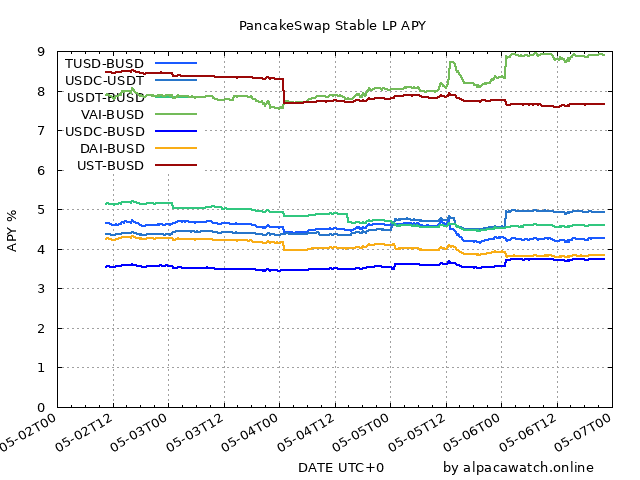 PancakeSwap Stable LP APY
9
8
7
6
5
4
3
2
1
0
APY %
TUSD-BUSD
USDC-USDT
USDT-BUSD
VAI-BUSD
USDC-BUSD
DAI-BUSD
UST-BUSD
05-02T00
05-02T12
05-03T00
05-03T12
05-04T00
05-04T12
05-05T00
05-05T12
05-06T00
05-06T12
05-07T00
DATE UTC+0
by alpacawatch.online